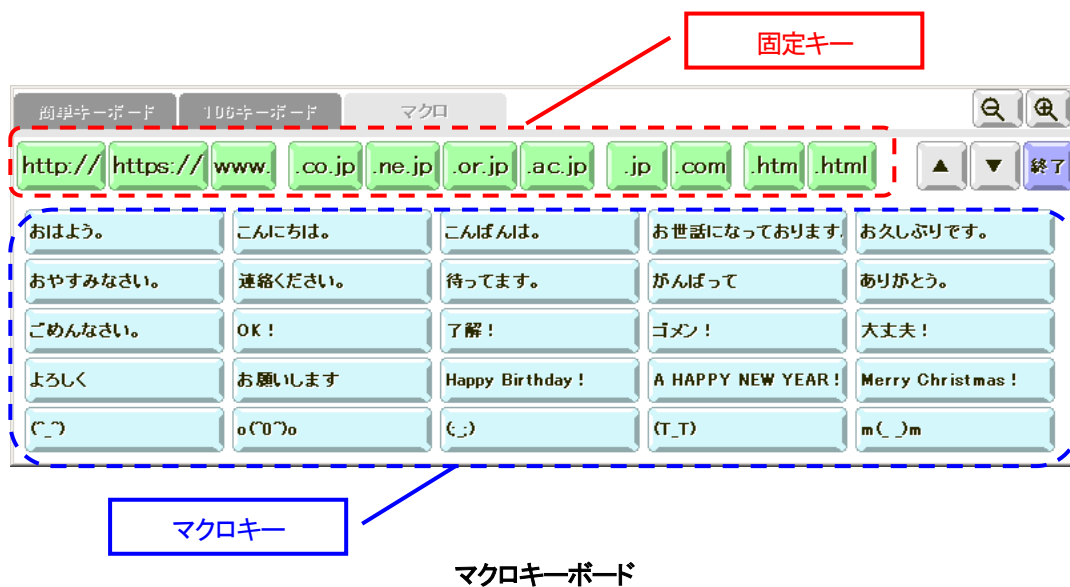 固定キー
簡単キーボード 106キーボード マクロ
http:// https:// www. .co.jp .ne.jp .or.jp .ac.jp .jp .com .htm .html ▲ ▼ 終了
おはよう。 こんにちは。 こんばんは。 お世話になっております。 お久しぶりです。
おやすみなさい。 連絡ください。 待ってます。 がんばって ありがとう。
ごめんなさい。 OK! 了解! ゴメン! 大丈夫!
よろしく お願いします Happy Birthday! A HAPPY NEW YEAR! Merry Christmas!
(^_^) o(^0^)o (;_;) (T_T) m(_ _)m
マクロキー
マクロキーボード